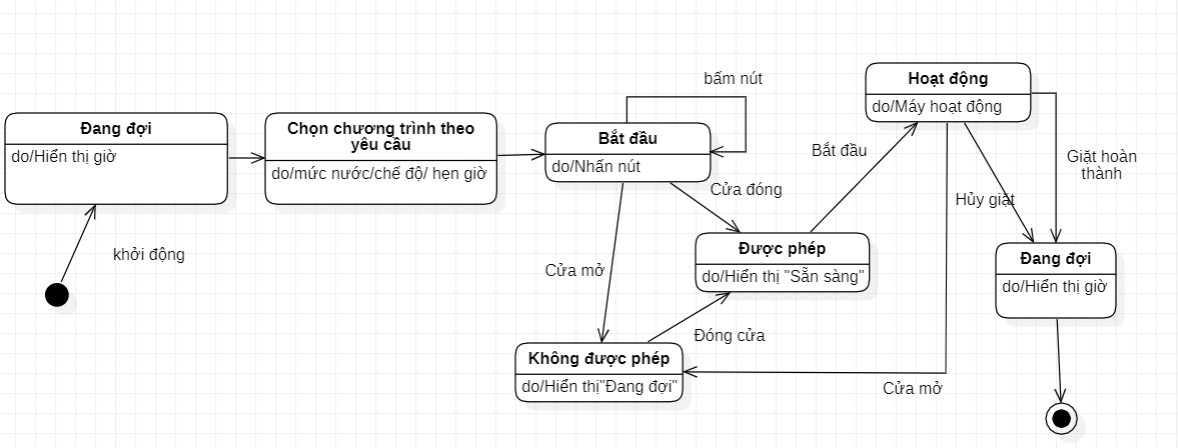 Đang đợi
do/Hiển thị giờ
khởi động
Chọn chương trình theo
yêu cầu
do/mức nước/chế độ/ hẹn giờ
bấm nút
Bắt đầu
do/Nhấn nút
Cửa đóng
Cửa mở
Được phép
do/Hiển thị "Sẵn sàng"
Đóng cửa
Không được phép
do/Hiển thị"Đang đợi"
Bắt đầu
Hoạt động
do/Máy hoạt động
Giặt hoàn
thành
Hủy giặt
Đang đợi
do/Hiển thị giờ
Cửa mở